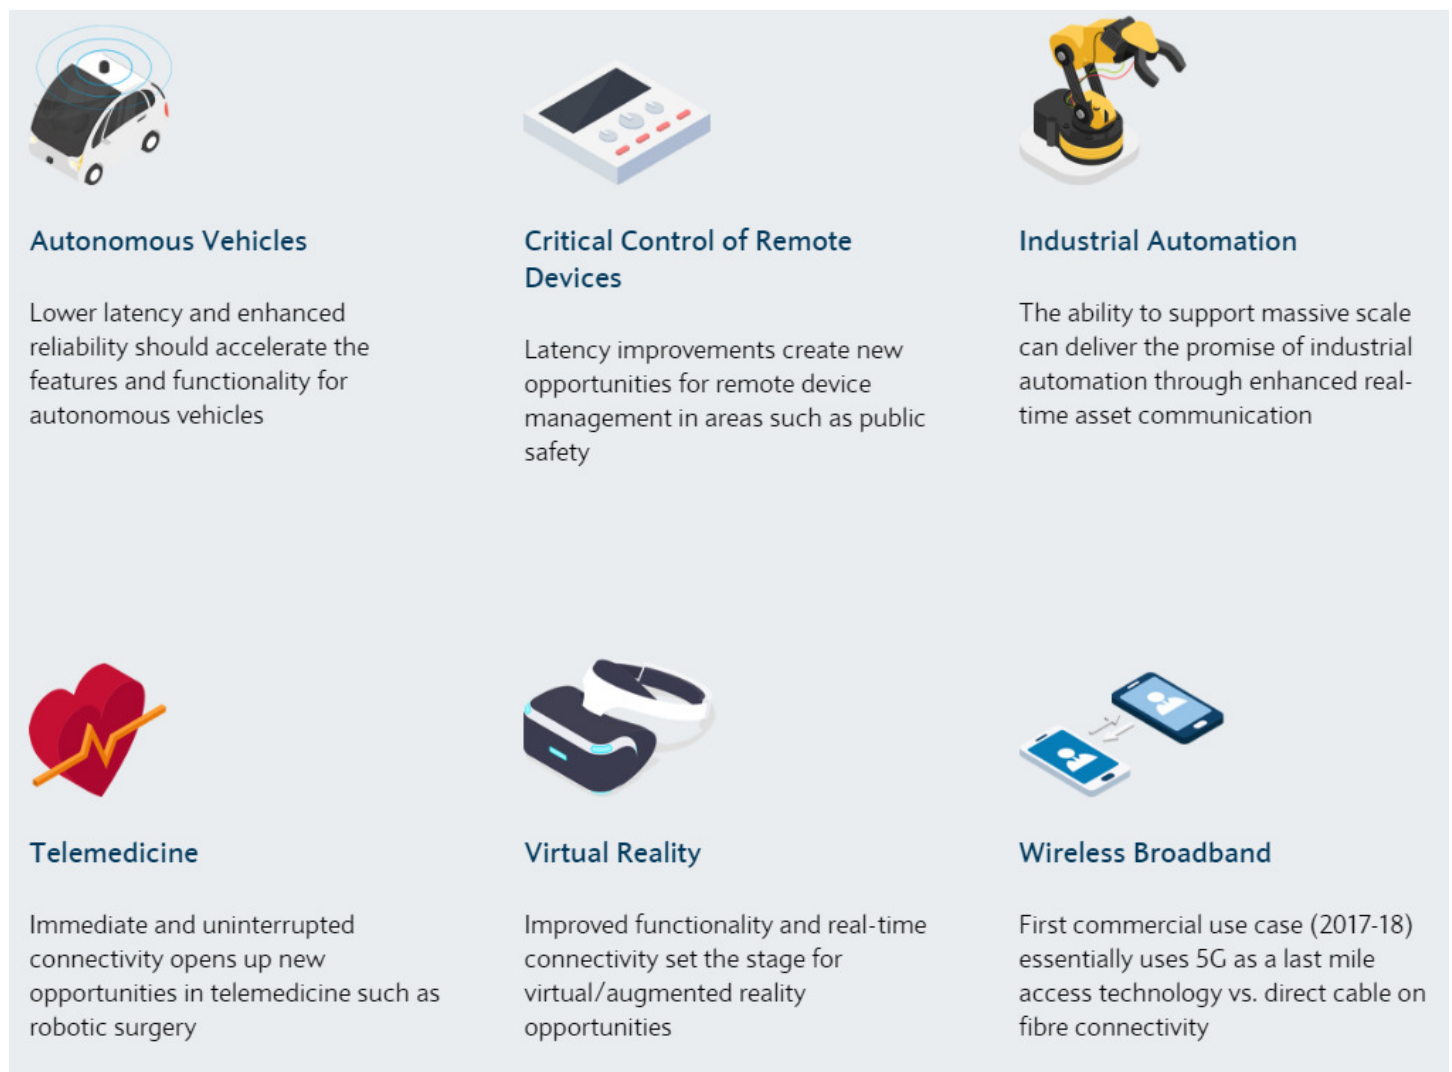 Autonomous Vehicles
Lower latency and enhanced
reliability should accelerate the
features and functionality for
autonomous vehicles
Critical Control of Remote
Devices
Latency improvements create new
opportunities for remote device
management in areas such as public
safety
Industrial Automation
The ability to support massive scale
can deliver the promise of industrial
automation through enhanced real-
time asset communication
Telemedicine
Immediate and uninterrupted
connectivity opens up new
opportunities in telemedicine such as
robotic surgery
Virtual Reality
Improved functionality and real-time
connectivity set the stage for
virtual/augmented reality
opportunities
Wireless Broadband
First commercial use case (2017-18)
essentially uses 5G as a last mile
access technology vs. direct cable on
fibre connectivity